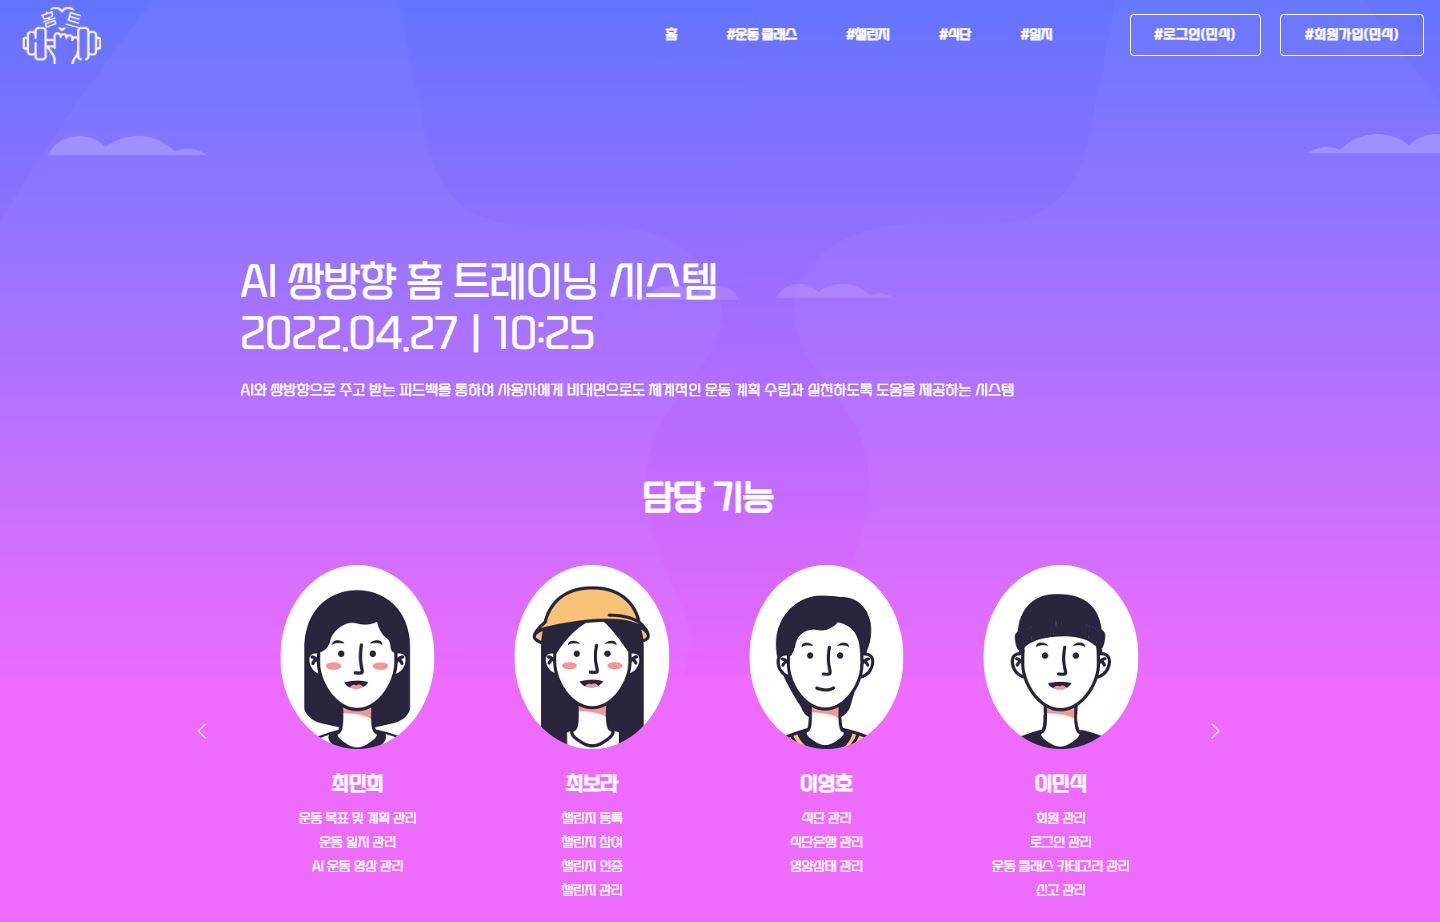 홈트
홈 #운동 클래스 #챌린지 #식단 #일지 #로그인(민식) #회원가입(민식)
AI 쌍방향 홈 트레이닝 시스템
2022.04.27 | 10:25
AI와 쌍방향으로 주고 받는 피드백을 통하여 사용자에게 비대면으로도 체계적인 운동 계획 수립과 실천하도록 도움을 제공하는 시스템
담당 기능
최민희
운동 목표 및 계획 관리
운동 일지 관리
AI 운동 영상 관리
최보라
챌린지 등록
챌린지 참여
챌린지 인증
챌린지 관리
이영호
식단 관리
식단은행 관리
영양상태 관리
이민식
회원 관리
로그인 관리
운동 클래스 카테고리 관리
신고 관리